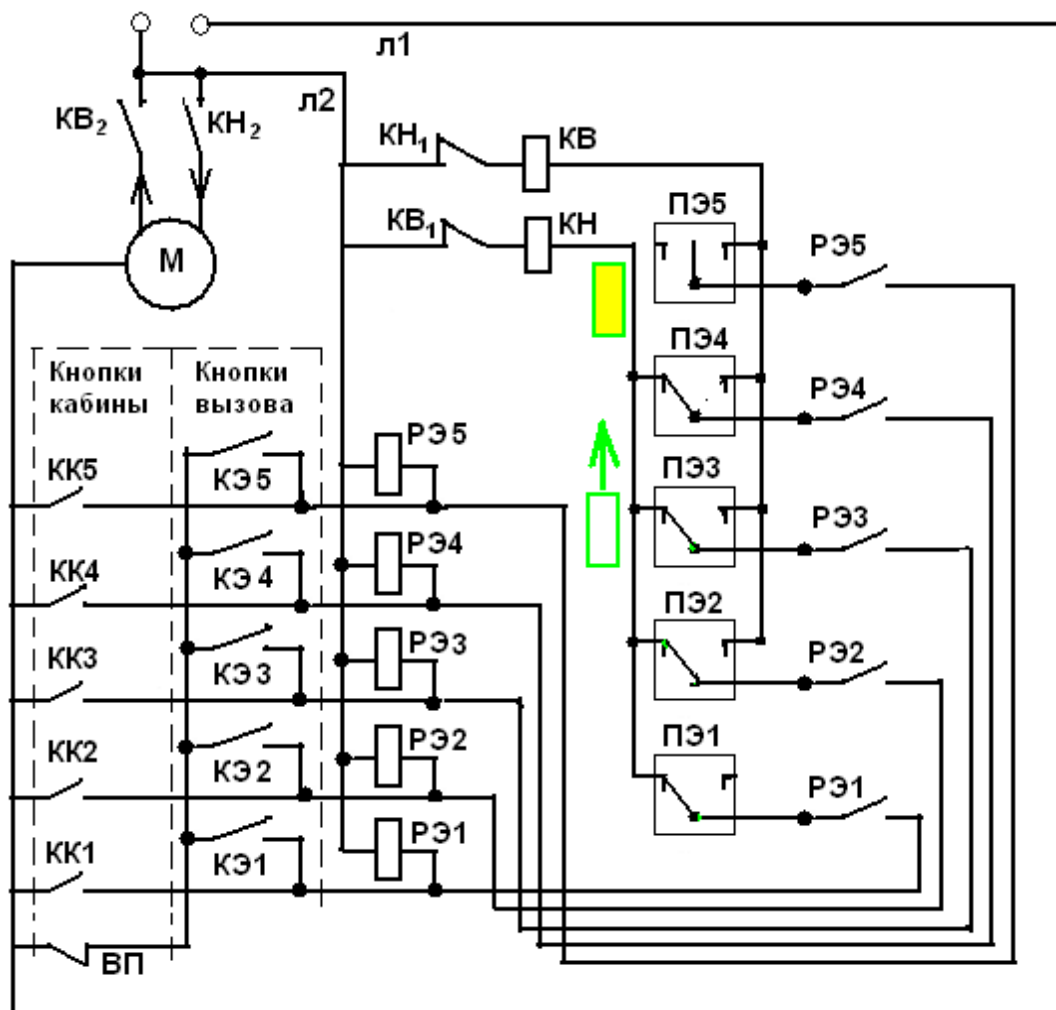 л1
л2
КВ2
КН2
КН1
КВ
КВ1
КН
М
ПЭ5
РЭ5
ПЭ4
РЭ4
ПЭ3
РЭ3
ПЭ2
РЭ2
ПЭ1
РЭ1
Кнопки
кабины
Кнопки
вызова
КК5
КЭ5
РЭ5
КК4
КЭ4
РЭ4
КК3
КЭ3
РЭ3
КК2
КЭ2
РЭ2
КК1
КЭ1
РЭ1
ВП